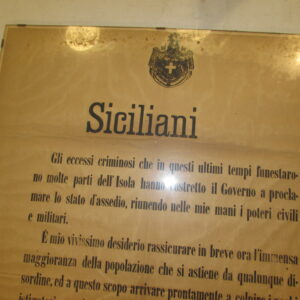 Siciliani
Gli eccessi criminosi che in questi ultimi tempi funestaro-
no molte parti dell'Isola hanno costretto il Governo a procla-
mare lo stato d'assedio, riunendo nelle mie mani i poteri civili
e militari.
È mio vivissimo desiderio rassicurare in breve ora l'immensa
maggioranza della popolazione che si astiene da qualunque di-
sordine, ed a questo scopo arrivare prontamente